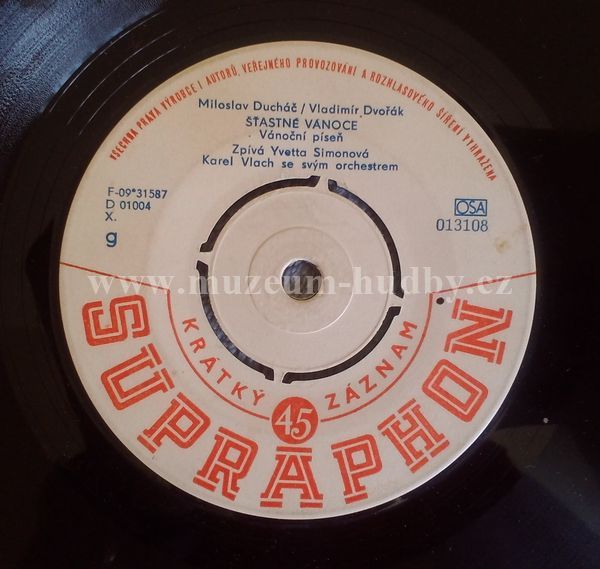 VŠECHNA PRÁVA VÝROBCE I AUTORŮ, VEŘEJNÉHO PROVOZOVÁNÍ A ROZHLASOVÉHO ŠÍŘENÍ VYHRAŽENA
Miloslav Ducháč / Vladimír Dvořák
ŠŤASTNÉ VÁNOCE
Vánoční píseň
Zpívá Yvetta Simonová
Karel Vlach se svým orchestrem
F-09*31587
D 01004
X.
g
OSA
013108
www.muzeum-hudby.cz
KRÁTKÝ 45 ZÁZNAM
SUPRAPHON